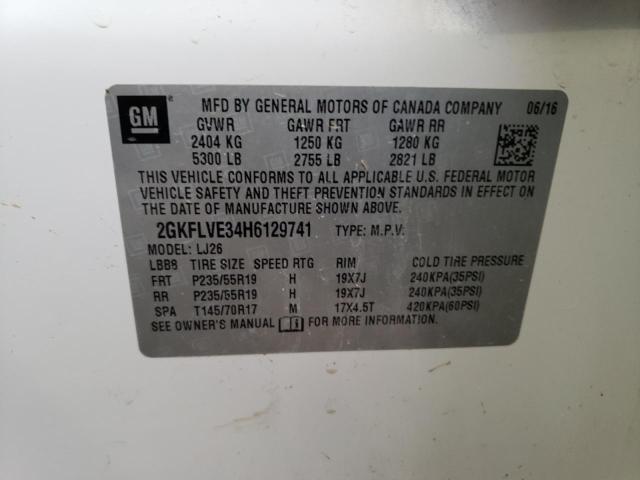 GM
MFD BY GENERAL MOTORS OF CANADA COMPANY 06/16
GVWR GAWR FRT GAWR RR
2404 KG 1250 KG 1280 KG
5300 LB 2755 LB 2821 LB
THIS VEHICLE CONFORMS TO ALL APPLICABLE U.S. FEDERAL MOTOR
VEHICLE SAFETY AND THEFT PREVENTION STANDARDS IN EFFECT ON
THE DATE OF MANUFACTURE SHOWN ABOVE.
2GKFLVE34H6129741 TYPE: M.P.V.
MODEL: LJ26
LBB8 TIRE SIZE SPEED RTG RIM COLD TIRE PRESSURE
FRT P235/55R19 H 19X7J 240KPA(35PSI)
RR P235/55R19 H 19X7J 240KPA(35PSI)
SPA T145/70R17 M 17X4.5T 420KPA(60PSI)
SEE OWNER'S MANUAL FOR MORE INFORMATION.